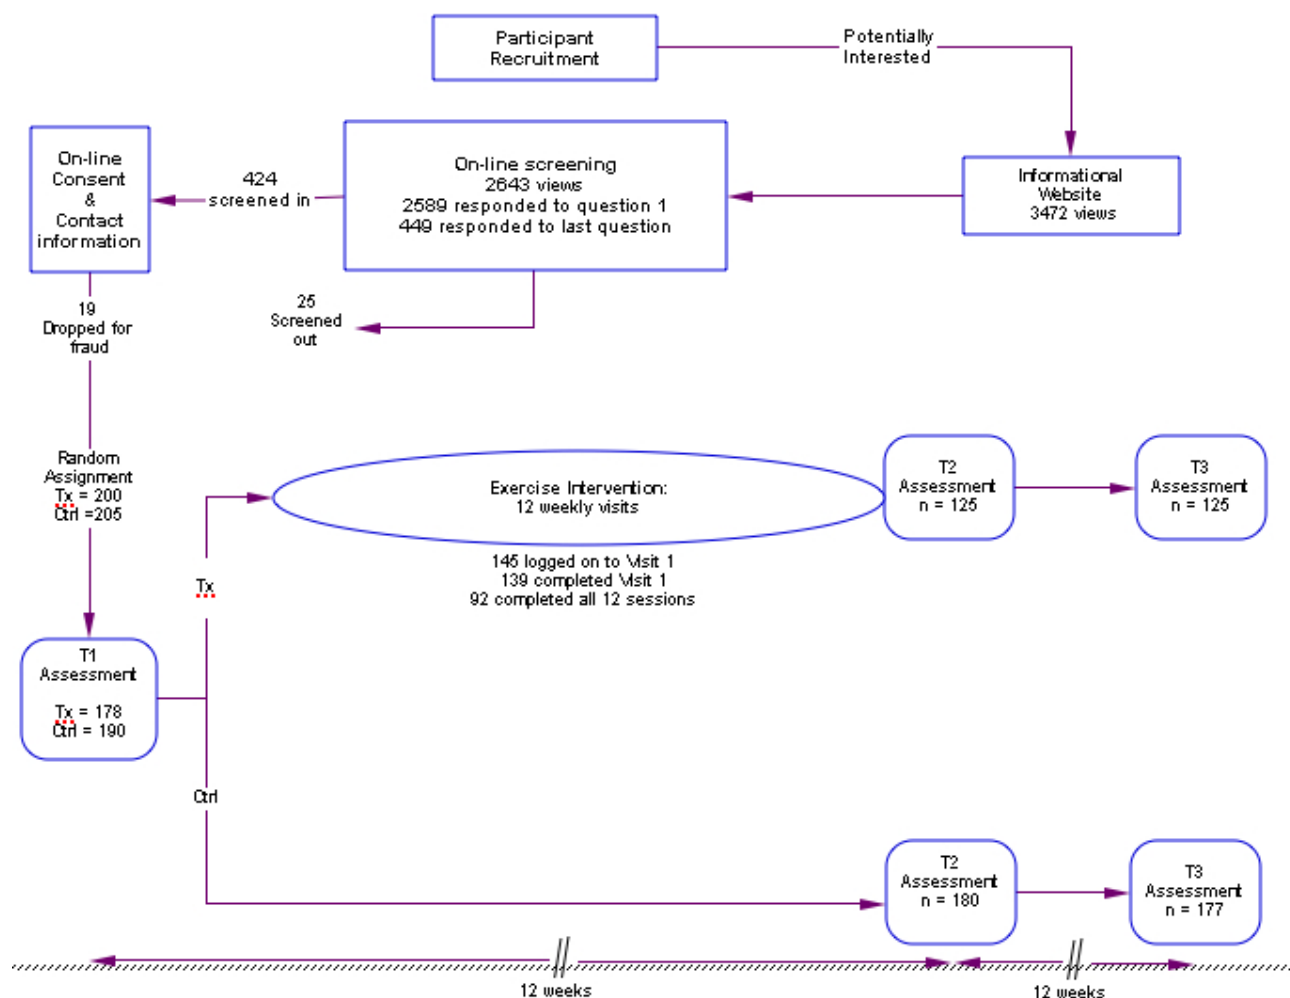 Participant
Recruitment
Potentially
Interested
On-line
Consent
&
Contact
information
424
screened in
On-line screening
2643 views
2589 responded to question 1
449 responded to last question
Informational
Website
3472 views
19
Dropped for
fraud
25
Screened
out
Random
Assignment
Tx = 200
Ctrl =205
Exercise Intervention:
12 weekly visits
T2
Assessment
n = 125
T3
Assessment
n = 125
145 logged on to Visit 1
139 completed Visit 1
92 completed all 12 sessions
Tx
T1
Assessment
Tx = 178
Ctrl = 190
Ctrl
T2
Assessment
n = 180
T3
Assessment
n = 177
12 weeks
12 weeks